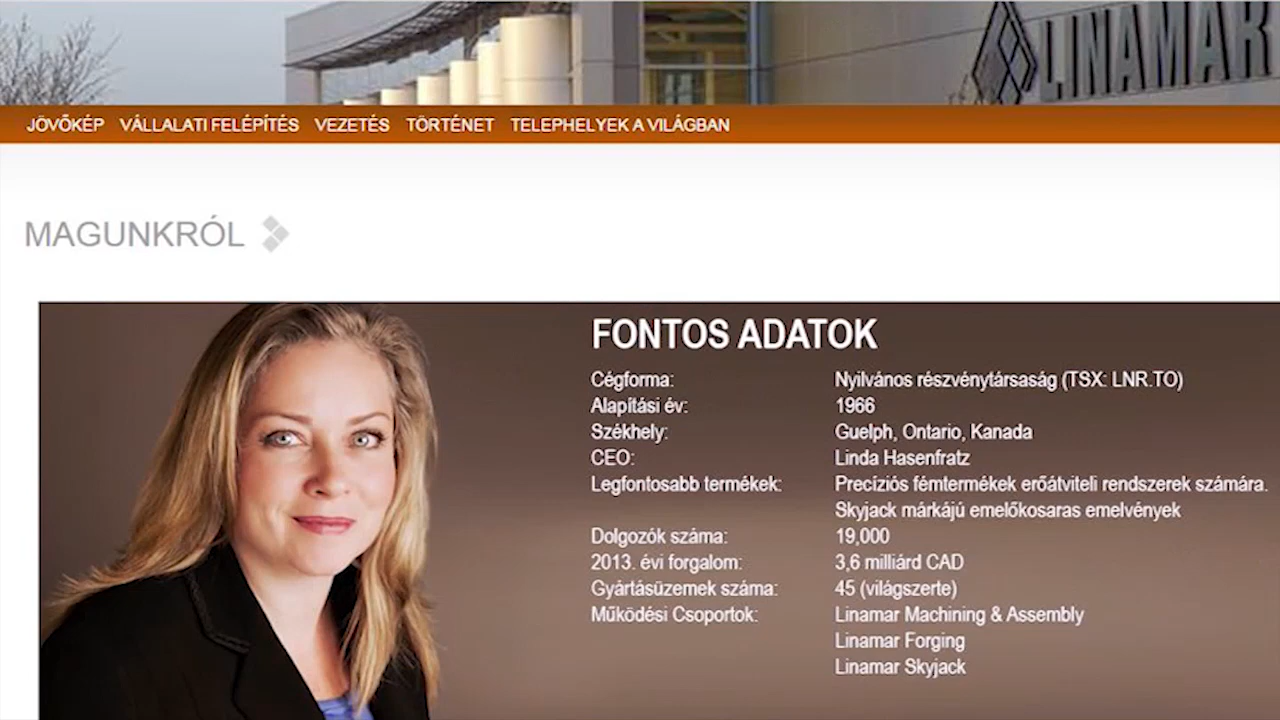 LINAMAR
JÖVŐKÉP VÁLLALATI FELÉPÍTÉS VEZETÉS TÖRTÉNET TELEPHELYEK A VILÁGBAN
MAGUNKRÓL
FONTOS ADATOK
Cégforma: Nyilvános részvénytársaság (TSX: LNR.TO)
Alapítási év: 1966
Székhely: Guelph, Ontario, Kanada
CEO: Linda Hasenfratz
Legfontosabb termékek: Precíziós fémtermékek erőátviteli rendszerek számára.
Skyjack márkájú emelőkosaras emelvények
Dolgozók száma: 19,000
2013. évi forgalom: 3,6 milliárd CAD
Gyártásüzemek száma: 45 (világszerte)
Működési Csoportok: Linamar Machining & Assembly
Linamar Forging
Linamar Skyjack